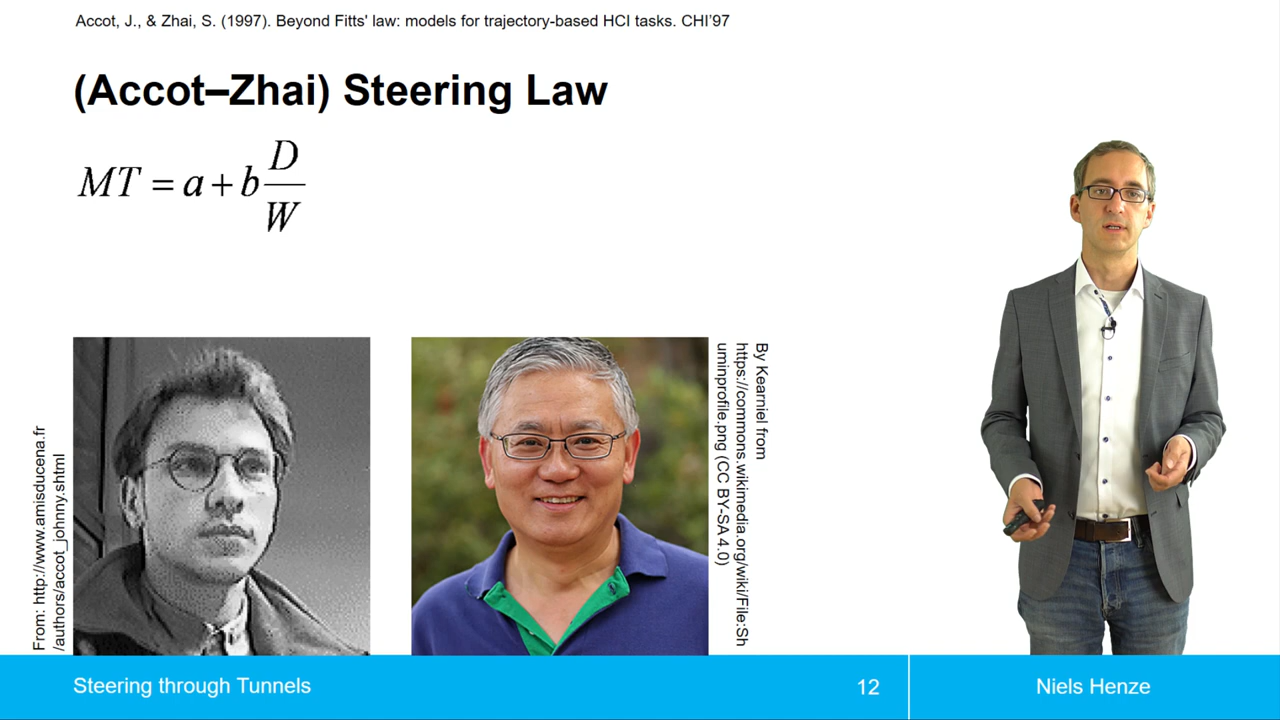 Accot, J., & Zhai, S. (1997). Beyond Fitts' law: models for trajectory-based HCI tasks. CHI'97
(Accot–Zhai) Steering Law
MT = a + b D/W
From: http://www.amisducena.fr
/authors/accot_johnny.shtml
By Kearniel from
https://commons.wikimedia.org/wiki/File:Sh
uminprofile.png (CC BY-SA 4.0)
Steering through Tunnels
12
Niels Henze